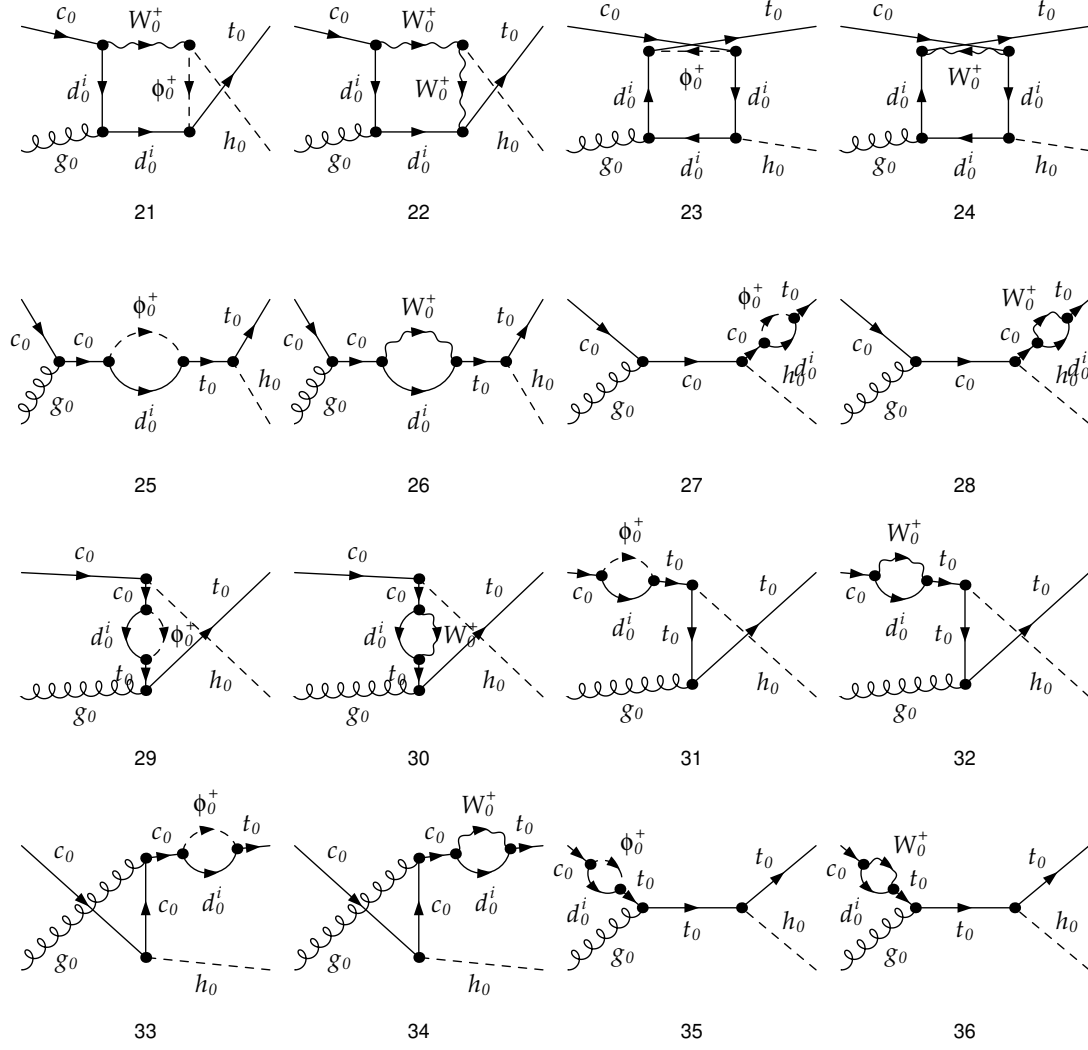 c₀ W₀⁺ t₀ c₀ W₀⁺ t₀ c₀ t₀ c₀ t₀
d₀ⁱ ϕ₀⁺ d₀ⁱ W₀⁺ d₀ⁱ ϕ₀⁺ d₀ⁱ d₀ⁱ W₀⁺ d₀ⁱ
g₀ d₀ⁱ h₀ g₀ d₀ⁱ h₀ g₀ d₀ⁱ h₀ g₀ d₀ⁱ h₀
21 22 23 24
c₀ c₀ ϕ₀⁺ t₀ t₀ c₀ c₀ W₀⁺ t₀ t₀ c₀ c₀ ϕ₀⁺ t₀ c₀ c₀ W₀⁺ t₀
g₀ d₀ⁱ h₀ g₀ d₀ⁱ h₀ g₀ c₀ h₀ d₀ⁱ g₀ c₀ h₀ d₀ⁱ
25 26 27 28
c₀ t₀ c₀ t₀ ϕ₀⁺ t₀ t₀ W₀⁺ t₀ t₀
c₀ d₀ⁱ ϕ₀⁺ c₀ d₀ⁱ W₀⁺ c₀ d₀ⁱ t₀ c₀ d₀ⁱ t₀
t₀ g₀ h₀ t₀ g₀ h₀ g₀ h₀ g₀ h₀
29 30 31 32
c₀ c₀ ϕ₀⁺ t₀ c₀ c₀ W₀⁺ t₀ c₀ ϕ₀⁺ t₀ t₀ c₀ W₀⁺ t₀ t₀
c₀ d₀ⁱ c₀ d₀ⁱ d₀ⁱ t₀ h₀ d₀ⁱ t₀ h₀
g₀ h₀ g₀ h₀ g₀ g₀
33 34 35 36